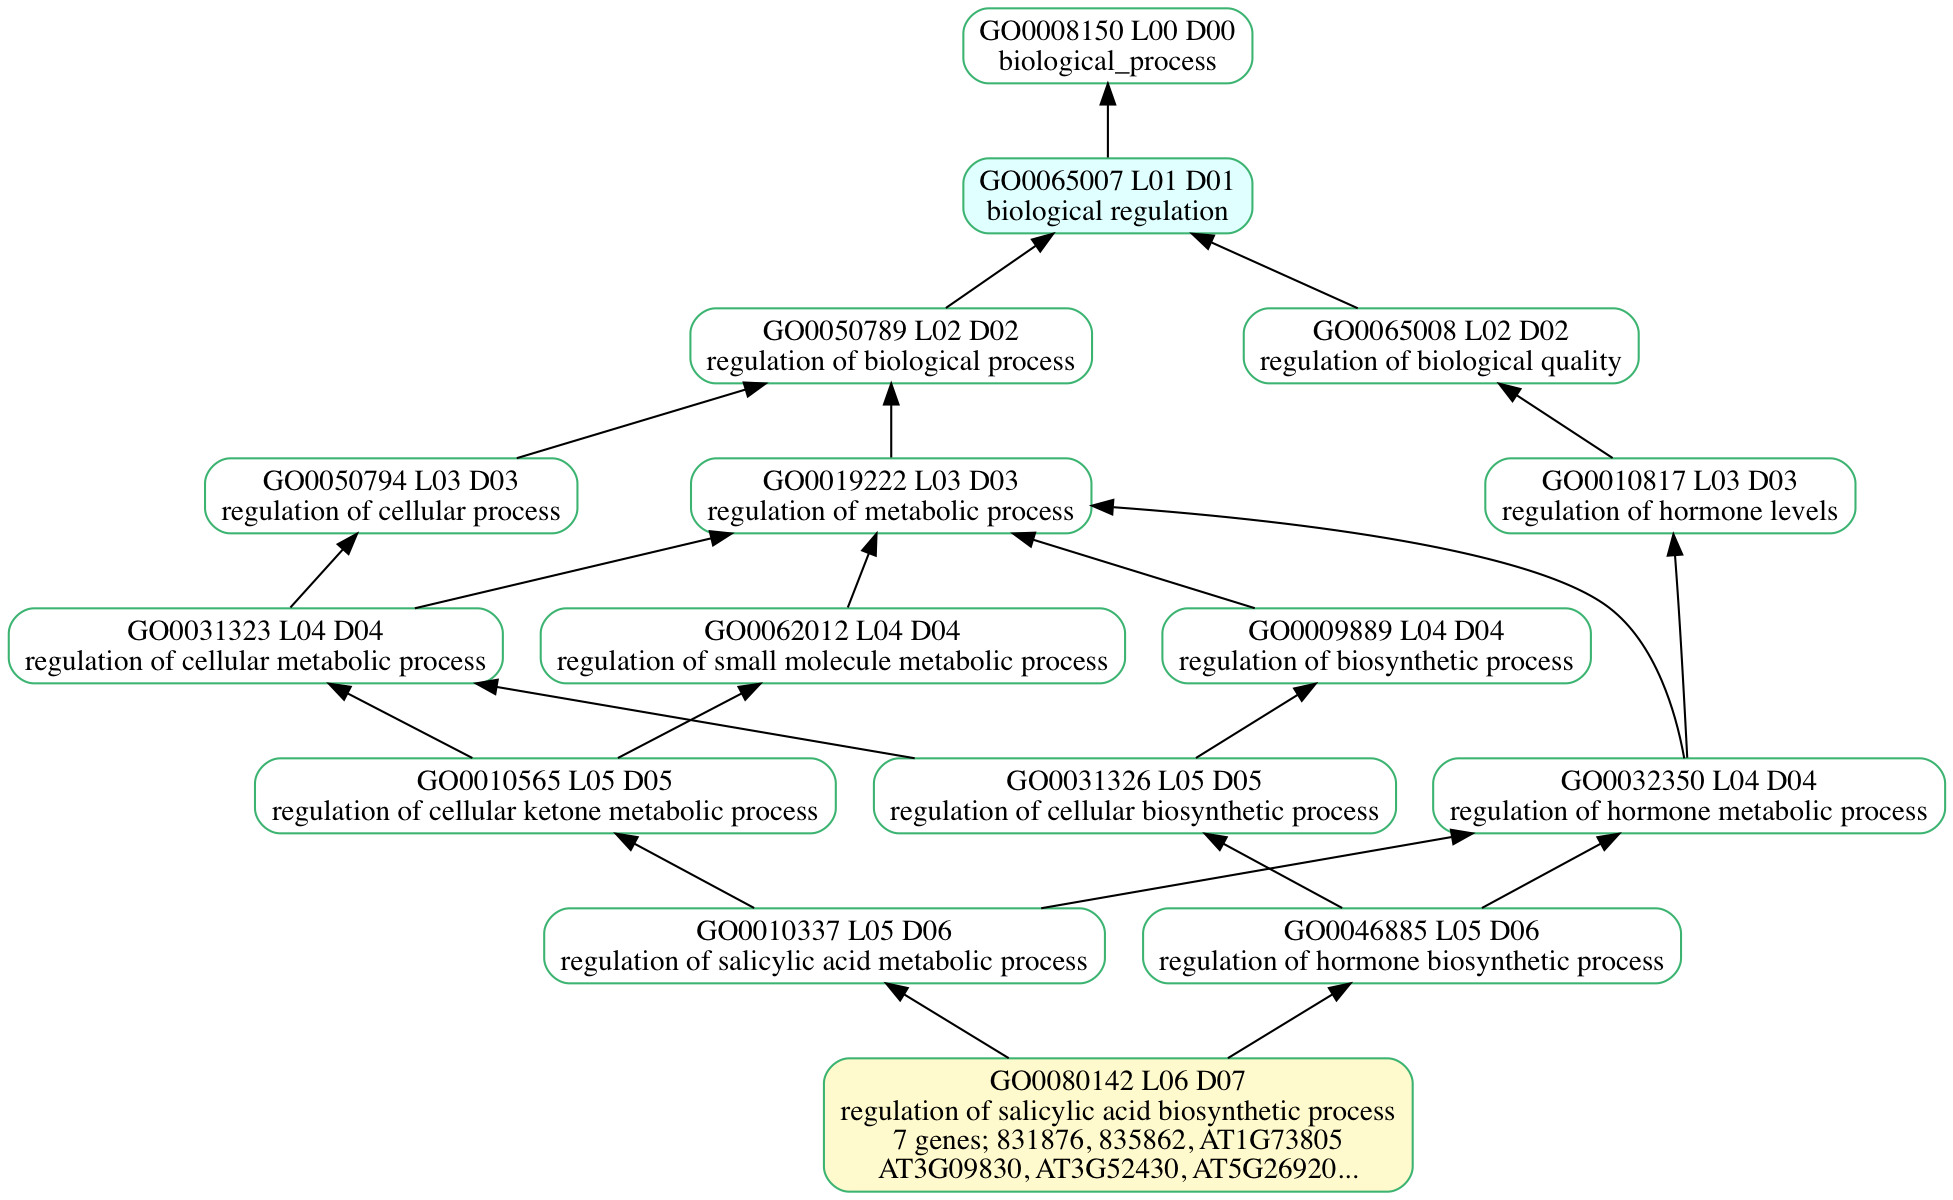 GO0008150 L00 D00
biological_process
GO0065007 L01 D01
biological regulation
GO0050789 L02 D02
regulation of biological process
GO0065008 L02 D02
regulation of biological quality
GO0050794 L03 D03
regulation of cellular process
GO0019222 L03 D03
regulation of metabolic process
GO0010817 L03 D03
regulation of hormone levels
GO0031323 L04 D04
regulation of cellular metabolic process
GO0062012 L04 D04
regulation of small molecule metabolic process
GO0009889 L04 D04
regulation of biosynthetic process
GO0010565 L05 D05
regulation of cellular ketone metabolic process
GO0031326 L05 D05
regulation of cellular biosynthetic process
GO0032350 L04 D04
regulation of hormone metabolic process
GO0010337 L05 D06
regulation of salicylic acid metabolic process
GO0046885 L05 D06
regulation of hormone biosynthetic process
GO0080142 L06 D07
regulation of salicylic acid biosynthetic process
7 genes; 831876, 835862, AT1G73805
AT3G09830, AT3G52430, AT5G26920...